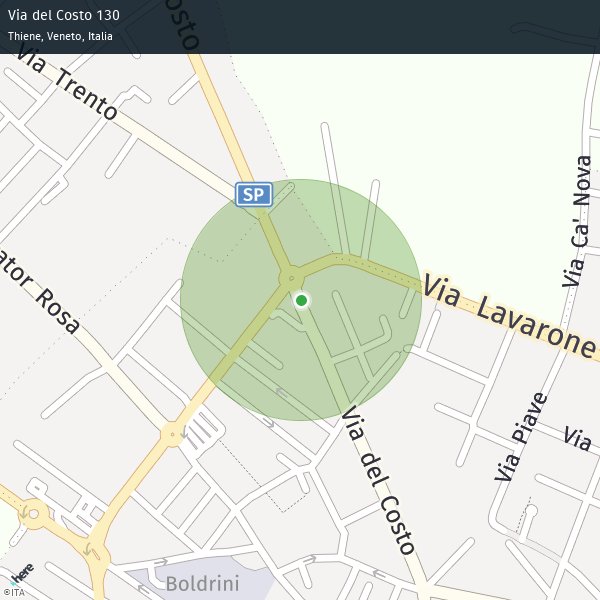 Via del Costo 130
Thiene, Veneto, Italia
Costo
Via Trento
SP
Via Ca' Nova
ator Rosa
Via Lavarone
Via Piave
Via
Via del Costo
Boldrini
here
©ITA